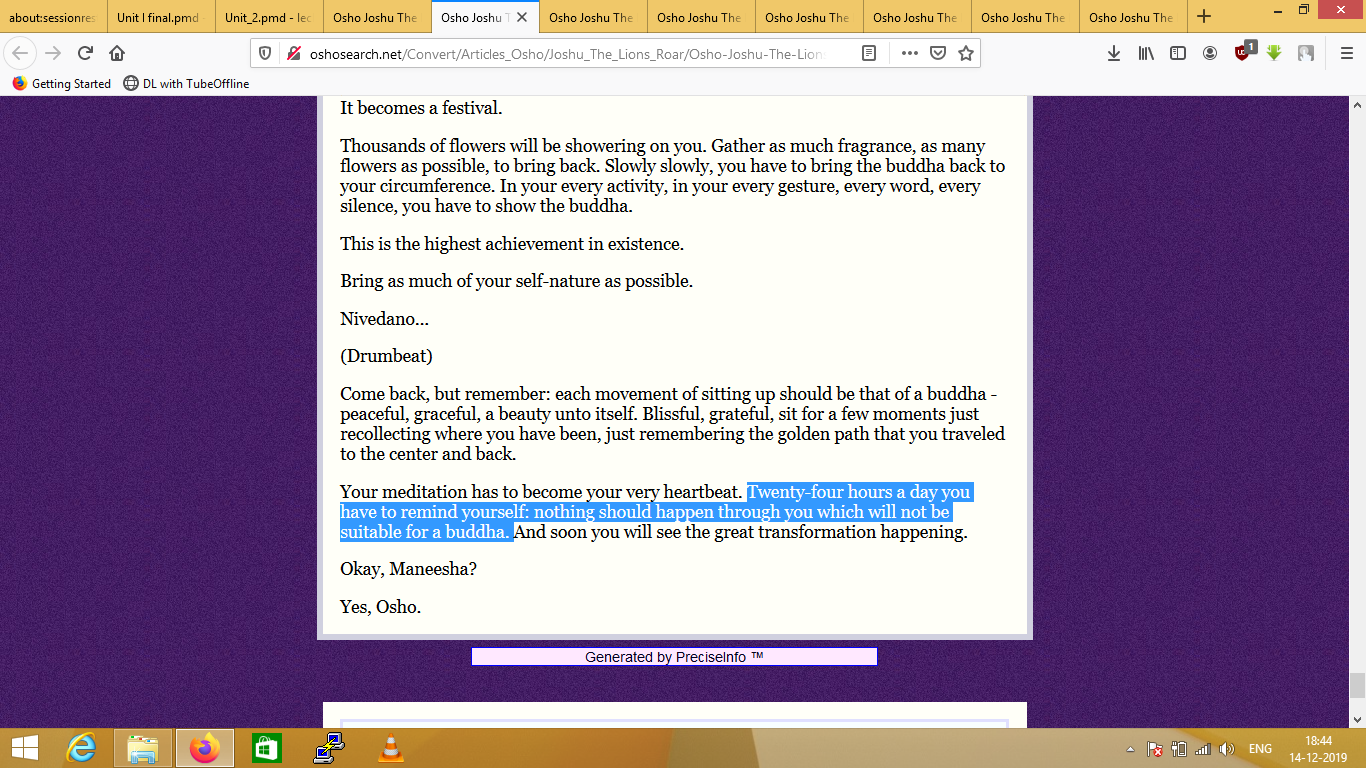 about:sessionres
Unit I final.pmd -
Unit_2.pmd - lec
Osho Joshu The
Osho Joshu T
Osho Joshu The
Osho Joshu The
Osho Joshu The
Osho Joshu The
Osho Joshu The
Osho Joshu The
oshosearch.net/Convert/Articles_Osho/Joshu_The_Lions_Roar/Osho-Joshu-The-Lions
1
Getting Started
DL with TubeOffline
It becomes a festival.
Thousands of flowers will be showering on you. Gather as much fragrance, as many
flowers as possible, to bring back. Slowly slowly, you have to bring the buddha back to
your circumference. In your every activity, in your every gesture, every word, every
silence, you have to show the buddha.
This is the highest achievement in existence.
Bring as much of your self-nature as possible.
Nivedano...
(Drumbeat)
Come back, but remember: each movement of sitting up should be that of a buddha -
peaceful, graceful, a beauty unto itself. Blissful, grateful, sit for a few moments just
recollecting where you have been, just remembering the golden path that you traveled
to the center and back.
Your meditation has to become your very heartbeat. Twenty-four hours a day you
have to remind yourself: nothing should happen through you which will not be
suitable for a buddha. And soon you will see the great transformation happening.
Okay, Maneesha?
Yes, Osho.
Generated by PreciseInfo ™
ENG
18:44
14-12-2019